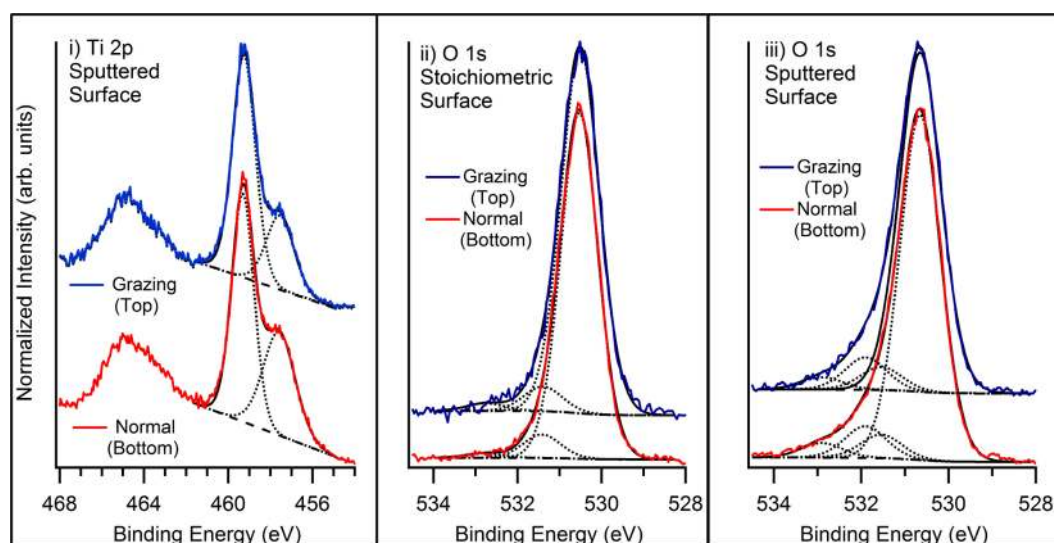 i) Ti 2p
Sputtered
Surface
Grazing
(Top)
Normal
(Bottom)
Normalized Intensity (arb. units)
468
464
460
456
Binding Energy (eV)
ii) O 1s
Stoichiometric
Surface
Grazing
(Top)
Normal
(Bottom)
534
532
530
528
Binding Energy (eV)
iii) O 1s
Sputtered
Surface
Grazing
(Top)
Normal
(Bottom)
534
532
530
528
Binding Energy (eV)